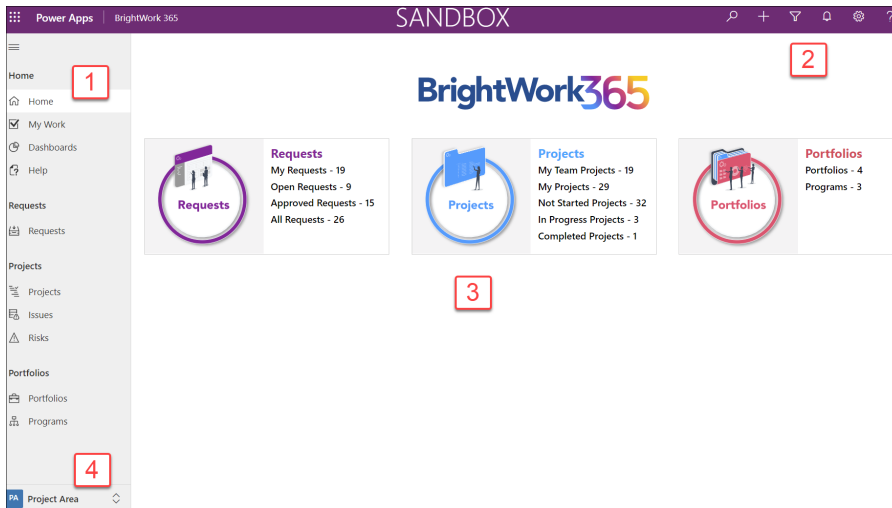 Power Apps BrightWork 365 SANDBOX ?
Home
1
Home
My Work
Dashboards
Help
Requests
Requests
Projects
Projects
Issues
Risks
Portfolios
Portfolios
Programs
4
PA Project Area
2
BrightWork365
Requests
Requests
My Requests - 19
Open Requests - 9
Approved Requests - 15
All Requests - 26
Projects
Projects
My Team Projects - 19
My Projects - 29
Not Started Projects - 32
In Progress Projects - 3
Completed Projects - 1
Portfolios
Portfolios
Portfolios - 4
Programs - 3
3